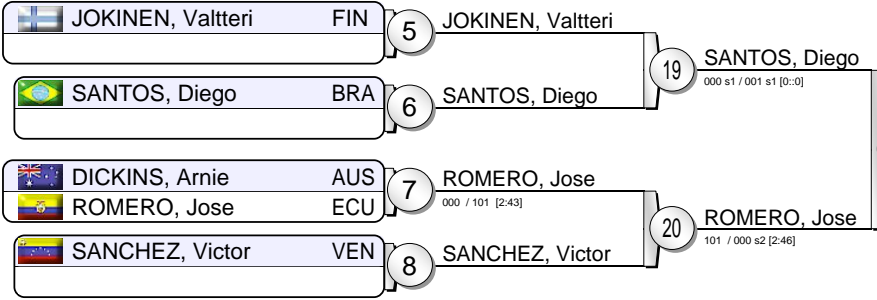 JOKINEN, Valtteri FIN
5
JOKINEN, Valtteri
19
SANTOS, Diego
000 s1 / 001 s1 [0::0]
SANTOS, Diego BRA
6
SANTOS, Diego
DICKINS, Arnie AUS
7
ROMERO, Jose
000 / 101 [2:43]
ROMERO, Jose ECU
20
ROMERO, Jose
101 / 000 s2 [2:46]
SANCHEZ, Victor VEN
8
SANCHEZ, Victor